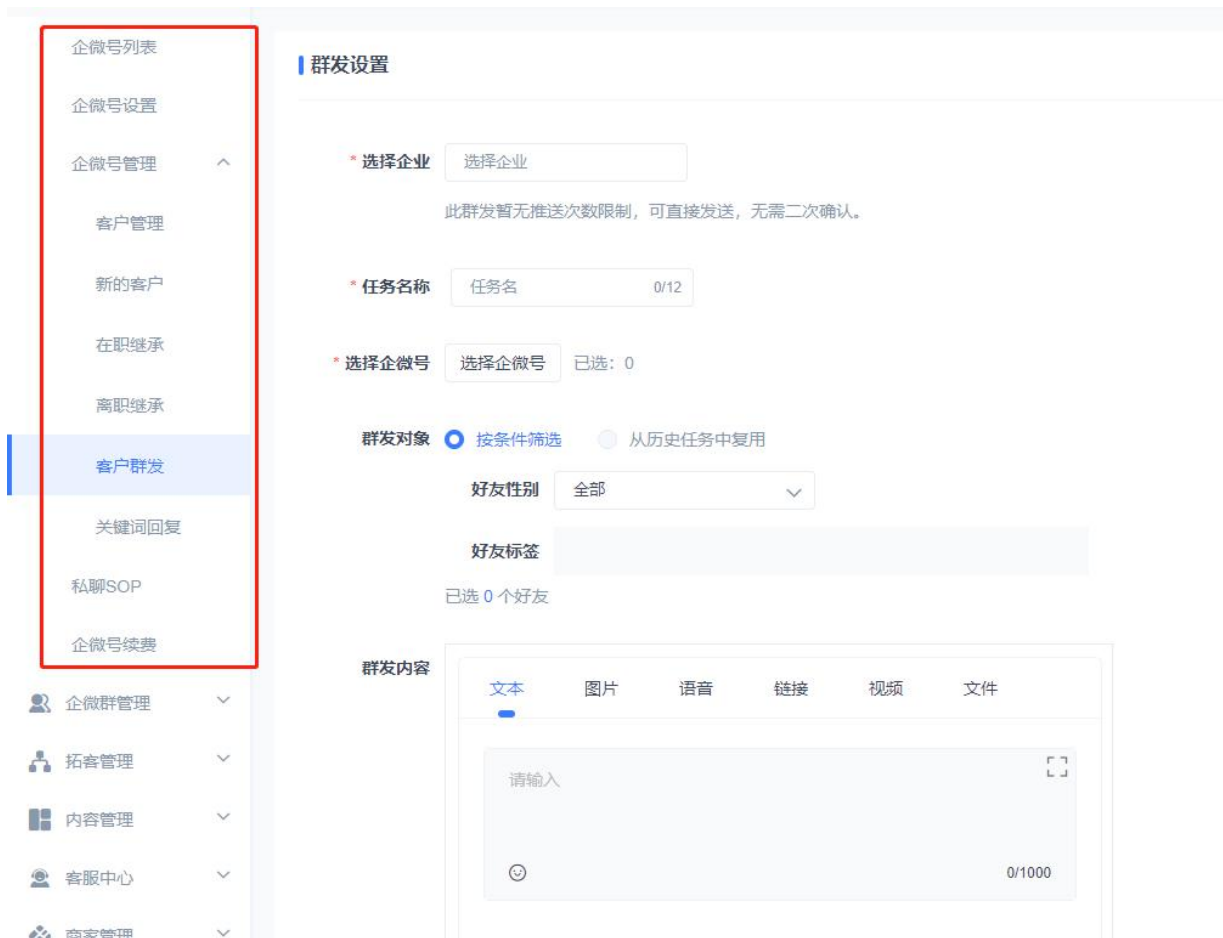 企微号列表
企微号设置
企微号管理
客户管理
新的客户
在职继承
离职继承
客户群发
关键词回复
私聊SOP
企微号续费
企微群管理
拓客管理
内容管理
客服中心
商家管理
群发设置
* 选择企业 选择企业
此群发暂无推送次数限制，可直接发送，无需二次确认。
* 任务名称 任务名 0/12
* 选择企微号 选择企微号 已选：0
群发对象 按条件筛选 从历史任务中复用
好友性别 全部
好友标签
已选 0 个好友
群发内容
文本 图片 语音 链接 视频 文件
请输入
0/1000